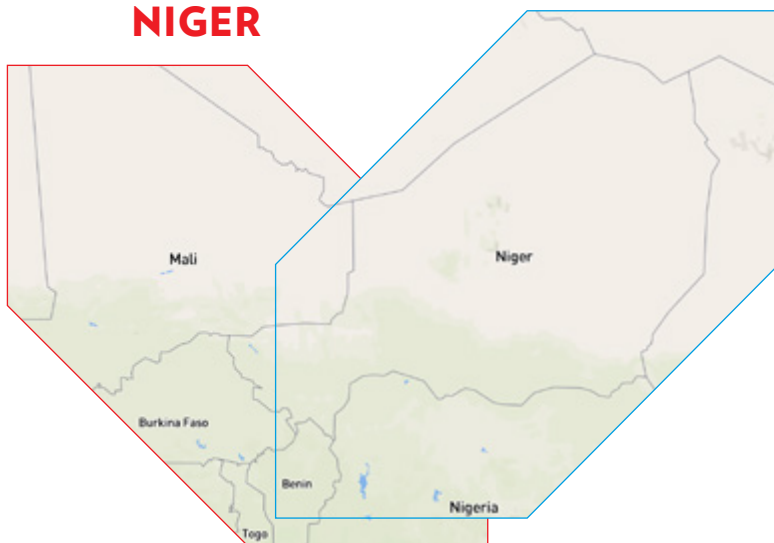 NIGER
Mali
Niger
Burkina Faso
Benin
Nigeria
Togo